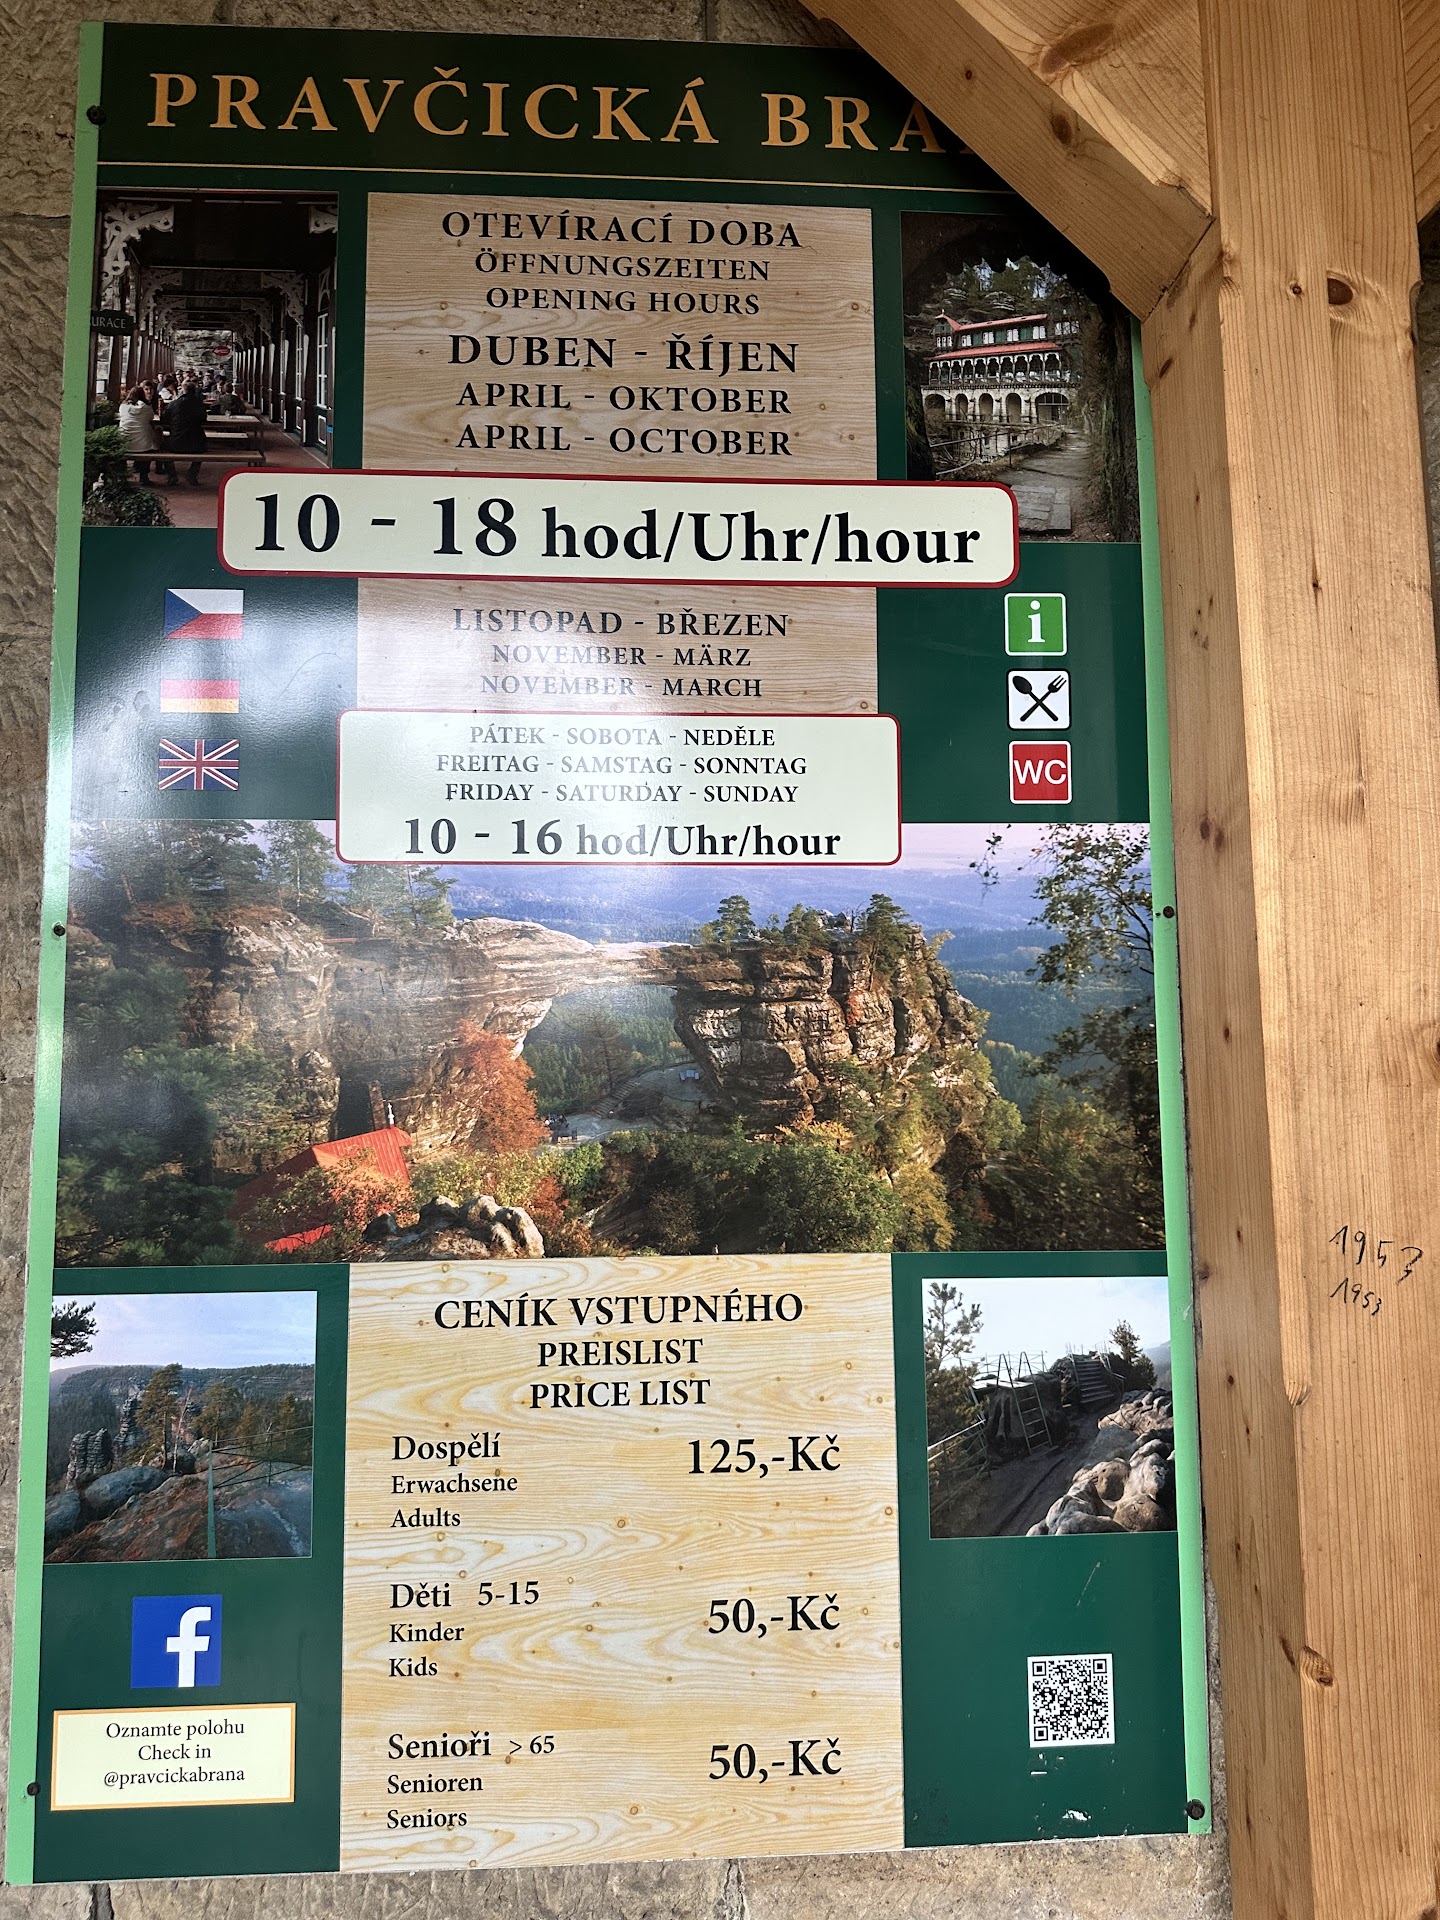 PRAVČICKÁ
OTEVÍRACÍ DOBA
ÖFFNUNGSZEITEN
OPENING HOURS
DUBEN - ŘÍJEN
APRIL - OKTOBER
APRIL - OCTOBER
10 - 18 hod/Uhr/hour
LISTOPAD - BŘEZEN
NOVEMBER - MÄRZ
NOVEMBER - MARCH
i
WC
PÁTEK - SOBOTA - NEDĚLE
FREITAG - SAMSTAG - SONNTAG
FRIDAY - SATURDAY - SUNDAY
10 - 16 hod/Uhr/hour
CENÍK VSTUPNÉHO
PREISLIST
PRICE LIST
Dospělí 125,-Kč
Erwachsene
Adults
Děti 5-15 50,-Kč
Kinder
Kids
Senioři > 65 50,-Kč
Senioren
Seniors
f
Oznamte polohu
Check in
@pravcickabrana
1953
1953